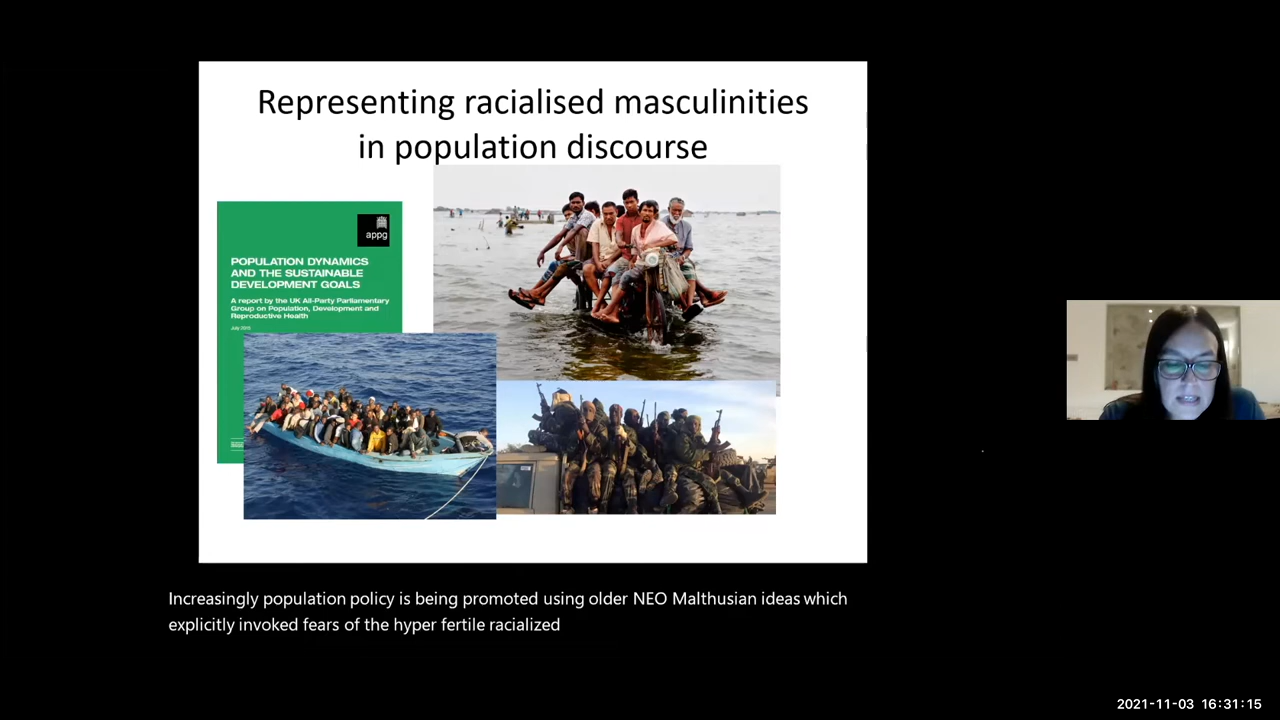 Representing racialised masculinities
in population discourse
appg
POPULATION DYNAMICS
AND THE SUSTAINABLE
DEVELOPMENT GOALS
A report by the UK All-Party Parliamentary
Group on Population, Development and
Reproductive Health
July 2015
Increasingly population policy is being promoted using older NEO Malthusian ideas which
explicitly invoked fears of the hyper fertile racialized
2021-11-03 16:31:15